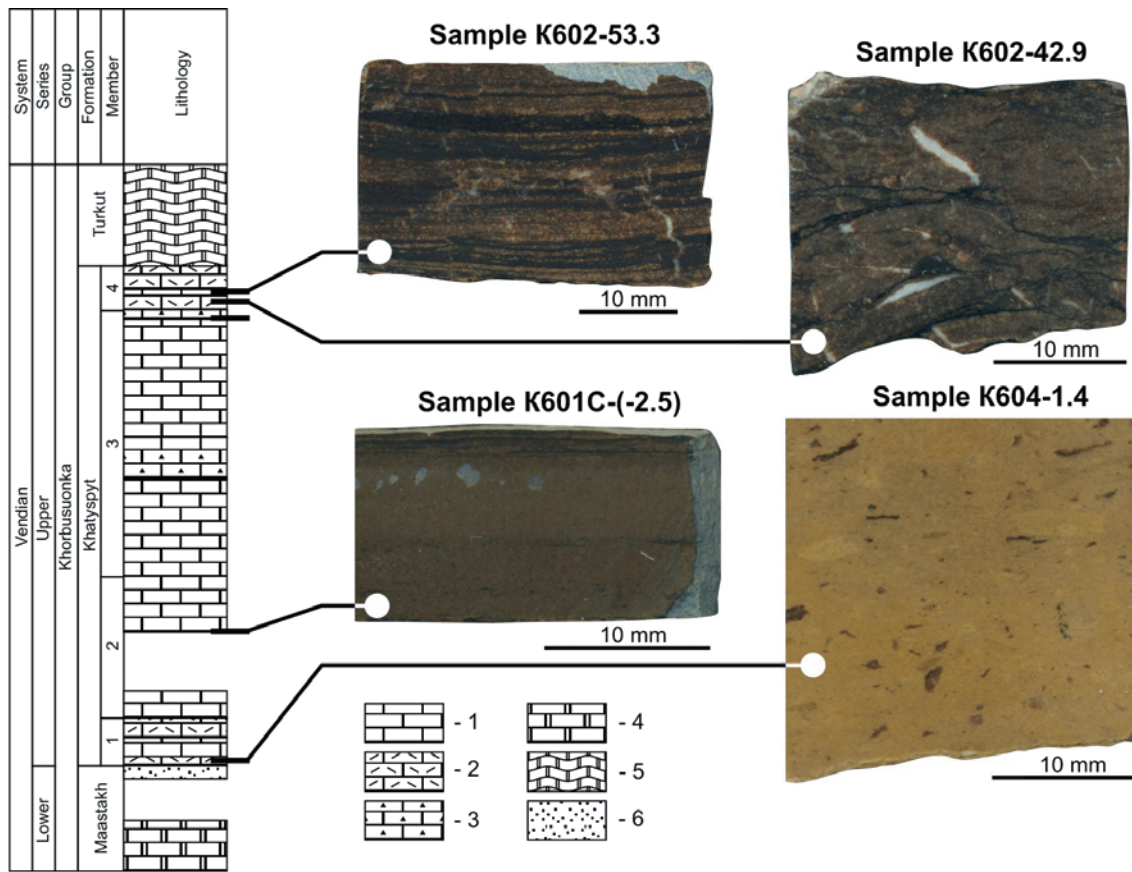 System
Series
Group
Formation
Member
Lithology
Sample K602-53.3
Sample K602-42.9
10 mm
10 mm
Sample K601C-(-2.5)
Sample K604-1.4
10 mm
10 mm
Vendian
Upper
Lower
Khorbusuonka
Turkut
Khatyspyt
Maastakh
4
3
2
1
- 1
- 2
- 3
- 4
- 5
- 6